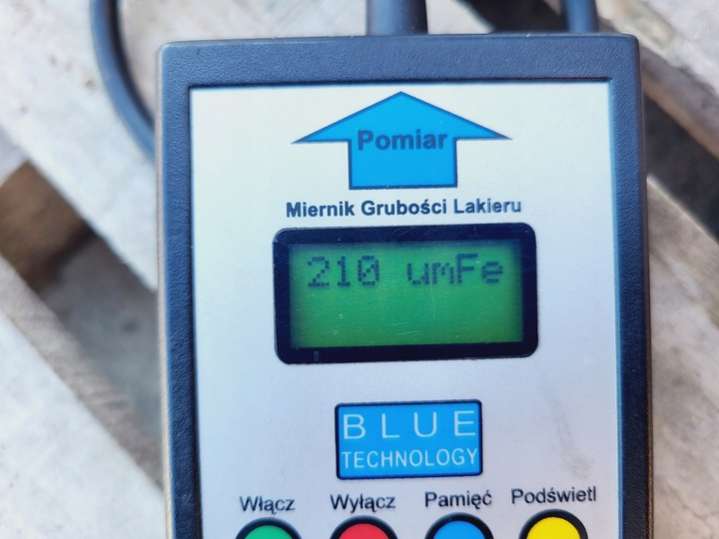 Pomiar
Miernik Grubości Lakieru
210 umFe
BLUE
TECHNOLOGY
Włącz Wyłącz Pamięć Podświetl